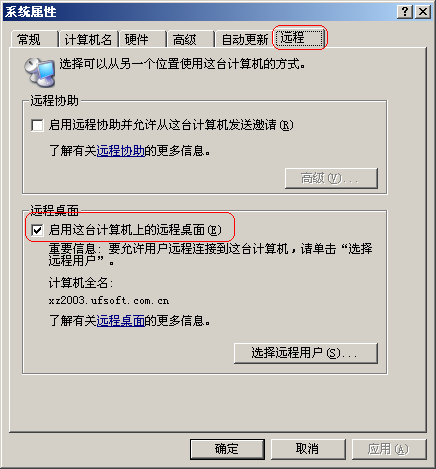 系统属性
常规 计算机名 硬件 高级 自动更新 远程
选择可以从另一个位置使用这台计算机的方式。
远程协助
启用远程协助并允许从这台计算机发送邀请(R)
了解有关远程协助的更多信息。
高级(V)...
远程桌面
启用这台计算机上的远程桌面(E)
重要信息: 要允许用户远程连接到这台计算机，请单击“选择
远程用户”。
计算机全名:
xz2003.ufsoft.com.cn
了解有关远程桌面的更多信息。
选择远程用户(S)...
确定 取消 应用(A)